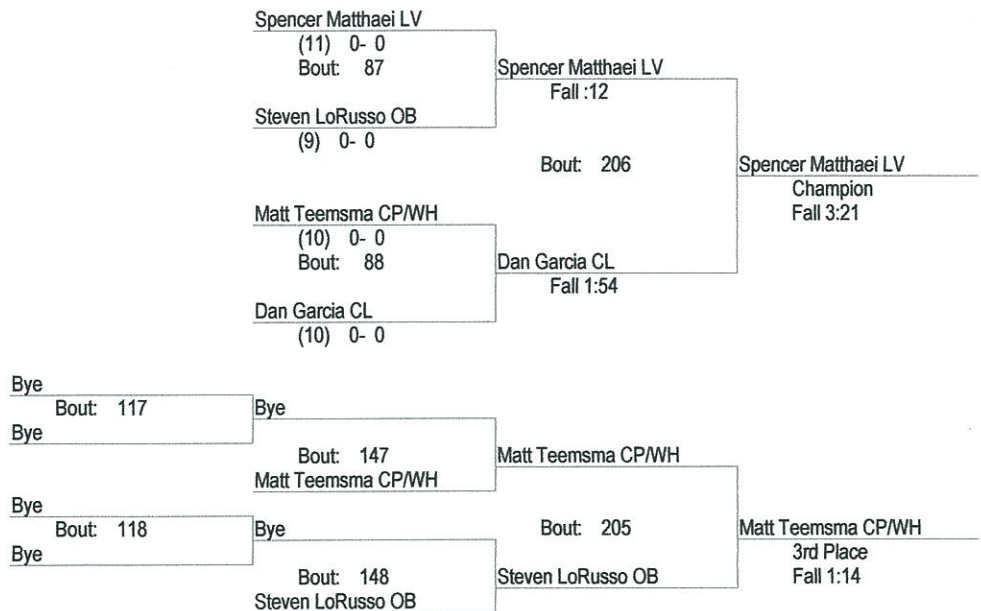 Spencer Matthaei LV
(11) 0- 0
Bout: 87
Spencer Matthaei LV
Fall :12
Steven LoRusso OB
(9) 0- 0
Bout: 206
Spencer Matthaei LV
Champion
Fall 3:21
Matt Teemsma CP/WH
(10) 0- 0
Bout: 88
Dan Garcia CL
Fall 1:54
Dan Garcia CL
(10) 0- 0
Bye
Bout: 117
Bye
Bye
Bout: 147
Matt Teemsma CP/WH
Matt Teemsma CP/WH
Bye
Bout: 118
Bye
Bye
Bout: 205
Matt Teemsma CP/WH
3rd Place
Fall 1:14
Bout: 148
Steven LoRusso OB
Steven LoRusso OB